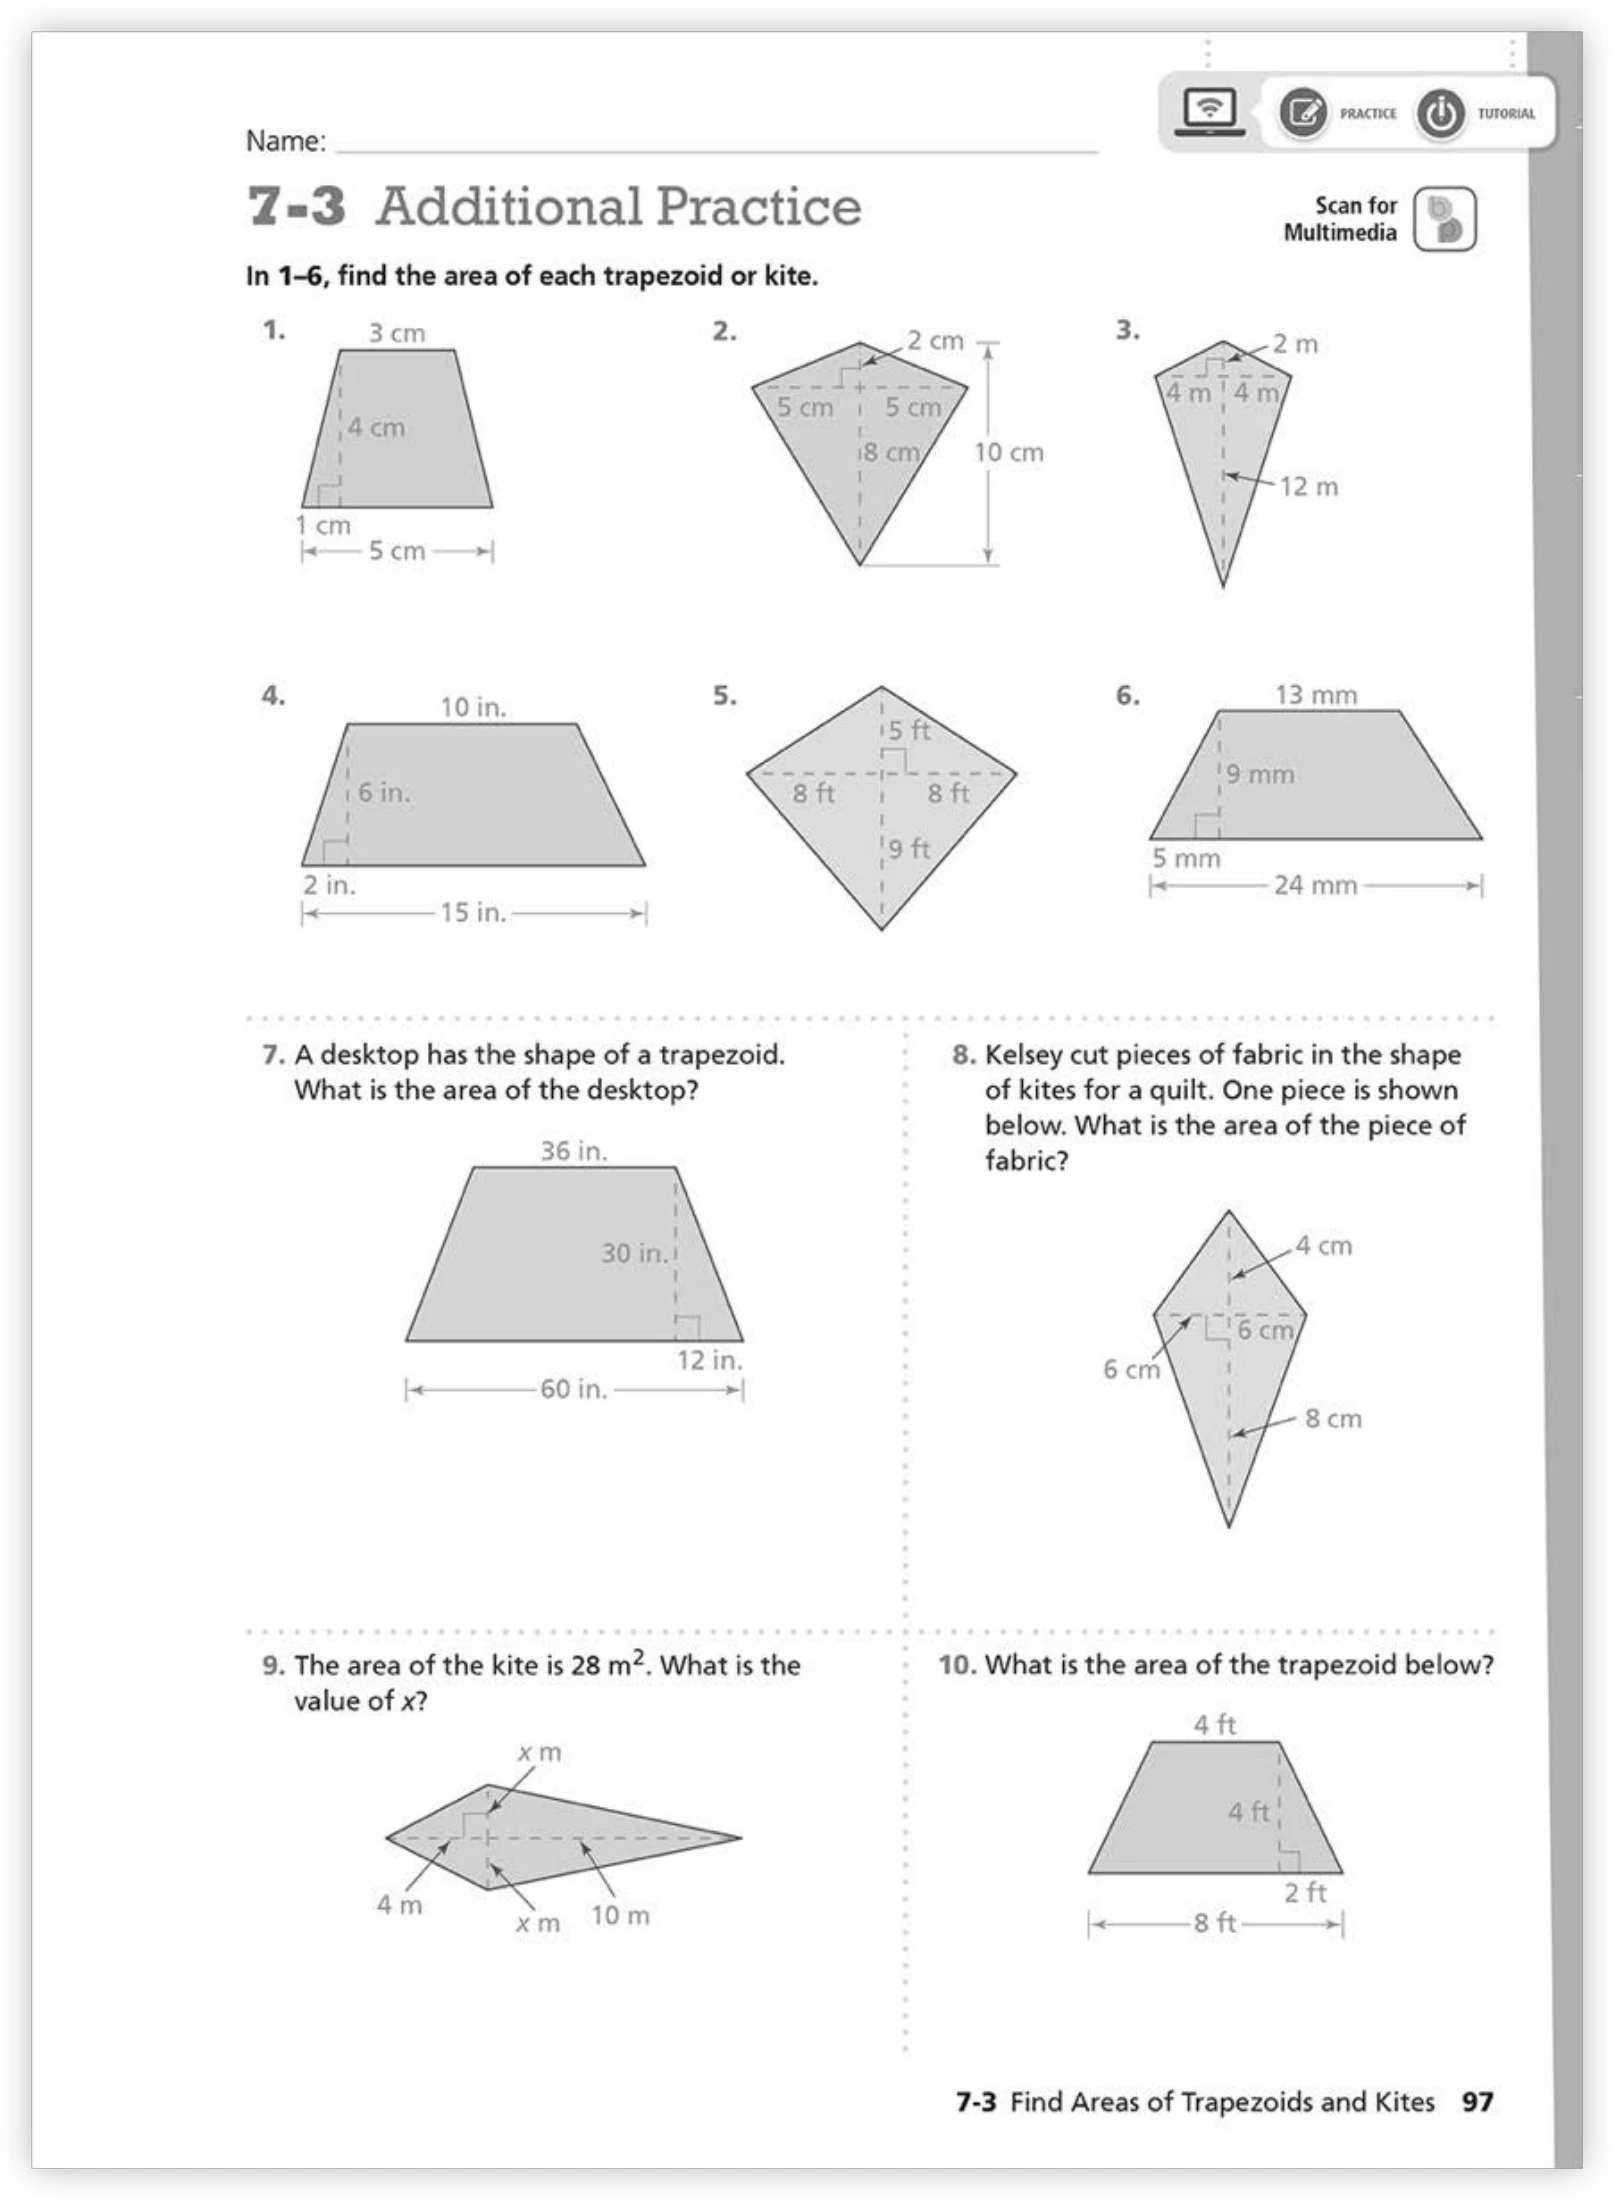 PRACTICE
TUTORIAL
Name:
7-3 Additional Practice
Scan for
Multimedia
In 1–6, find the area of each trapezoid or kite.
1.
3 cm
4 cm
1 cm
5 cm
2.
2 cm
5 cm
5 cm
8 cm
10 cm
3.
2 m
4 m
4 m
12 m
4.
10 in.
6 in.
2 in.
15 in.
5.
5 ft
8 ft
8 ft
9 ft
6.
13 mm
9 mm
5 mm
24 mm
7. A desktop has the shape of a trapezoid.
What is the area of the desktop?
36 in.
30 in.
12 in.
60 in.
8. Kelsey cut pieces of fabric in the shape
of kites for a quilt. One piece is shown
below. What is the area of the piece of
fabric?
4 cm
6 cm
6 cm
8 cm
9. The area of the kite is 28 m². What is the
value of x?
x m
4 m
x m
10 m
10. What is the area of the trapezoid below?
4 ft
4 ft
2 ft
8 ft
7-3 Find Areas of Trapezoids and Kites 97